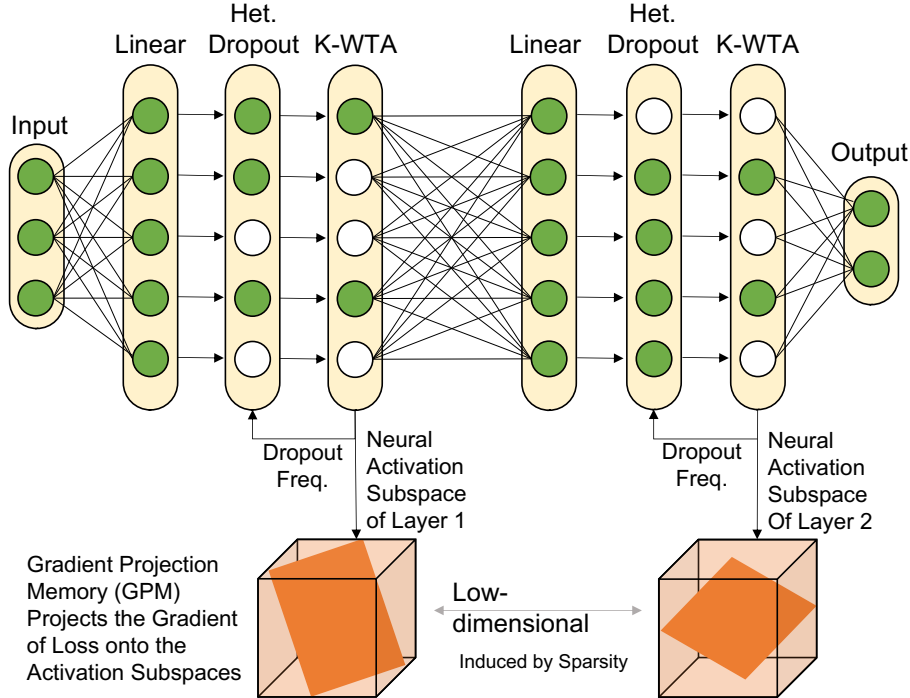 Het.
Linear Dropout K-WTA
Het.
Linear Dropout K-WTA
Input
Output
Dropout
Freq.
Neural
Activation
Subspace
of Layer 1
Dropout
Freq.
Neural
Activation
Subspace
Of Layer 2
Gradient Projection
Memory (GPM)
Projects the Gradient
of Loss onto the
Activation Subspaces
Low-
dimensional
Induced by Sparsity